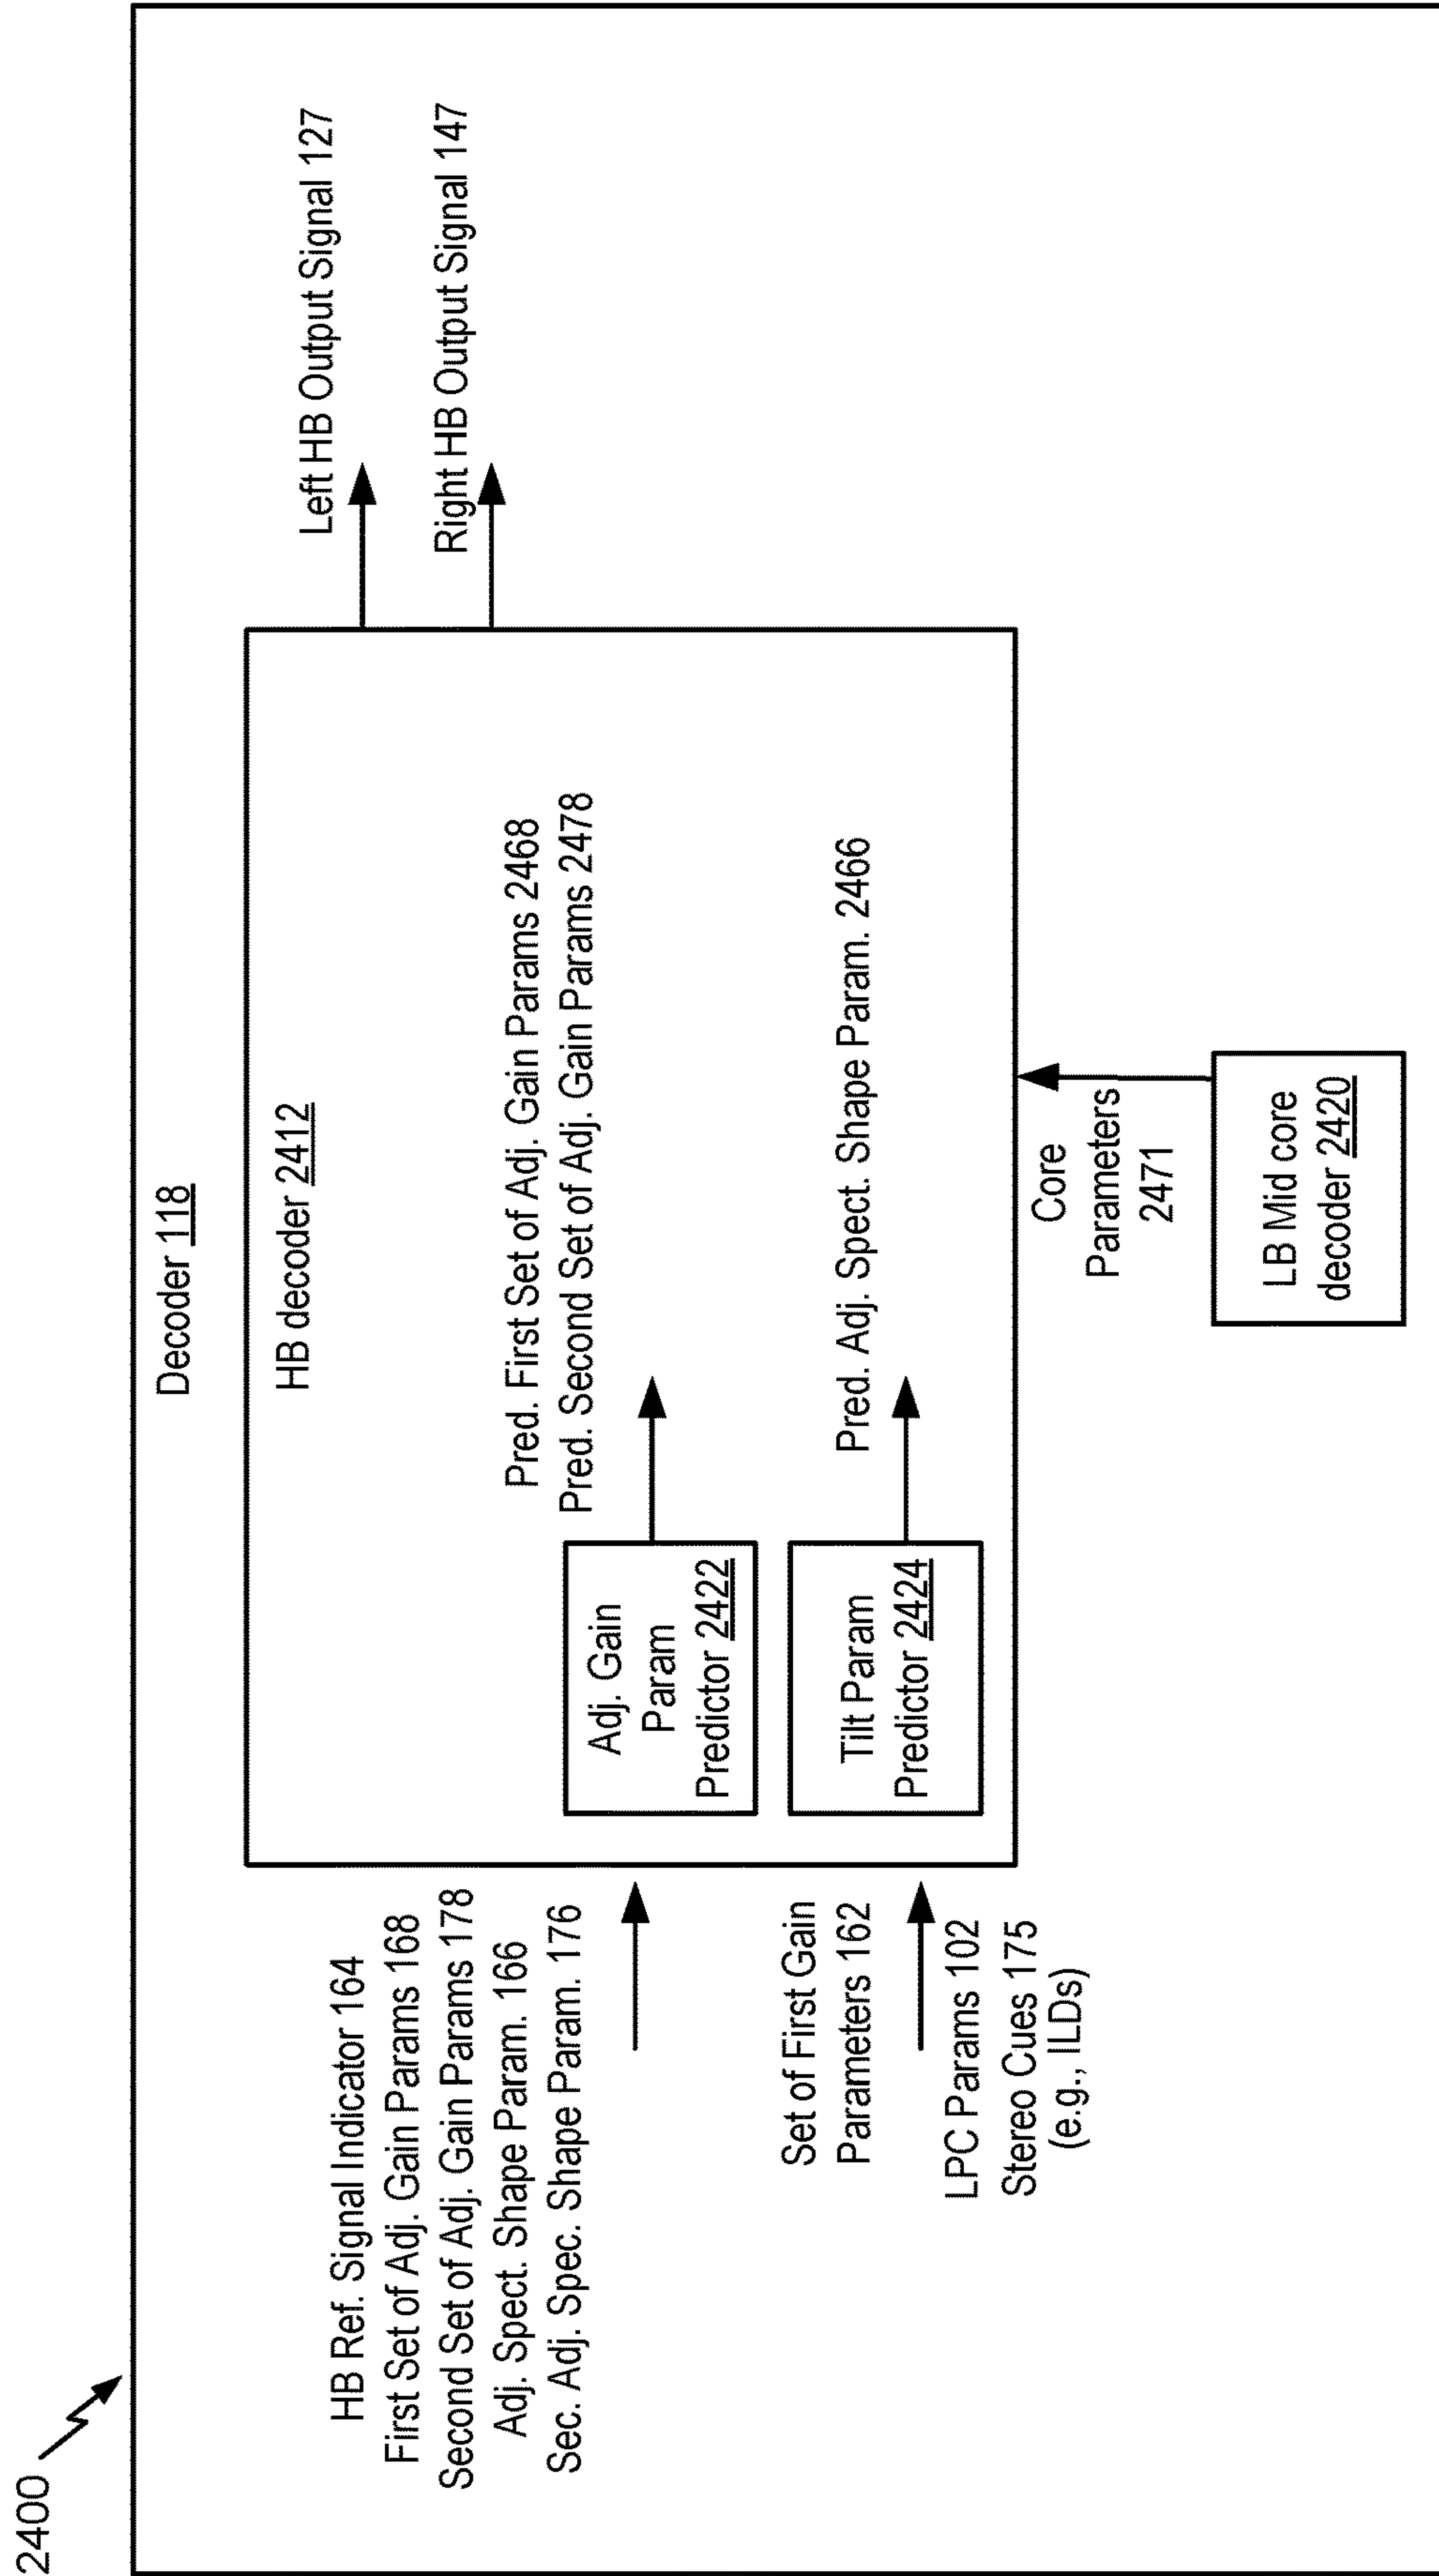 2400
Decoder 118
HB decoder 2412
HB Ref. Signal Indicator 164
First Set of Adj. Gain Params 168
Second Set of Adj. Gain Params 178
Adj. Spect. Shape Param. 166
Sec. Adj. Spec. Shape Param. 176
Set of First Gain
Parameters 162
LPC Params 102
Stereo Cues 175
(e.g., ILDs)
Adj. Gain
Param
Predictor 2422
Tilt Param
Predictor 2424
Pred. First Set of Adj. Gain Params 2468
Pred. Second Set of Adj. Gain Params 2478
Pred. Adj. Spect. Shape Param. 2466
Left HB Output Signal 127
Right HB Output Signal 147
Core
Parameters
2471
LB Mid core
decoder 2420